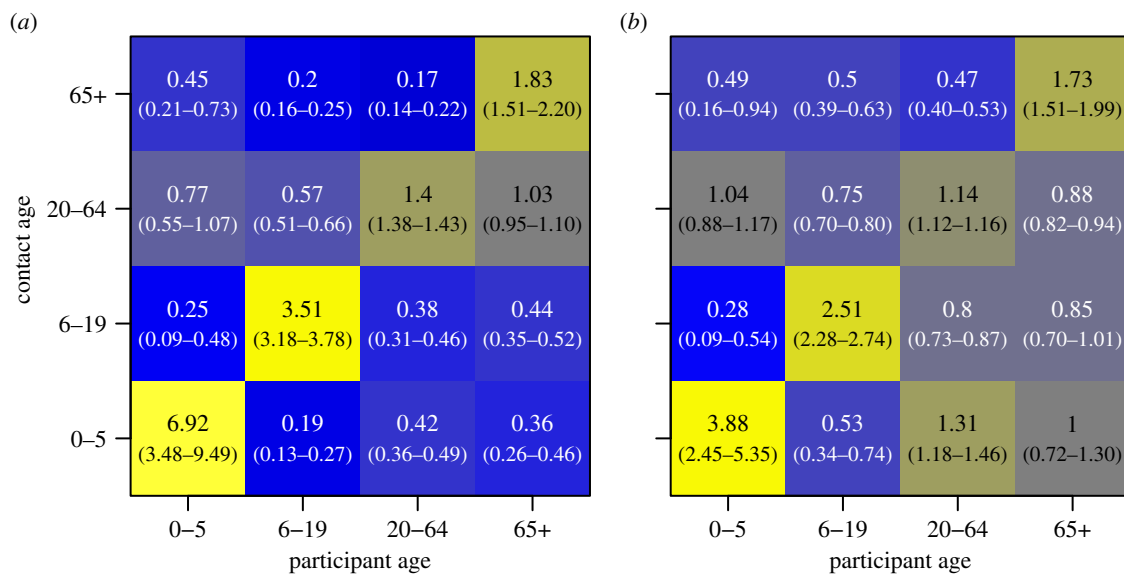 (a)
0.45 0.2 0.17 1.83
65+
(0.21–0.73) (0.16–0.25) (0.14–0.22) (1.51–2.20)
0.77 0.57 1.4 1.03
20–64
(0.55–1.07) (0.51–0.66) (1.38–1.43) (0.95–1.10)
contact age
0.25 3.51 0.38 0.44
6–19
(0.09–0.48) (3.18–3.78) (0.31–0.46) (0.35–0.52)
6.92 0.19 0.42 0.36
0–5
(3.48–9.49) (0.13–0.27) (0.36–0.49) (0.26–0.46)
0–5 6–19 20–64 65+
participant age
(b)
0.49 0.5 0.47 1.73
(0.16–0.94) (0.39–0.63) (0.40–0.53) (1.51–1.99)
1.04 0.75 1.14 0.88
(0.88–1.17) (0.70–0.80) (1.12–1.16) (0.82–0.94)
0.28 2.51 0.8 0.85
(0.09–0.54) (2.28–2.74) (0.73–0.87) (0.70–1.01)
3.88 0.53 1.31 1
(2.45–5.35) (0.34–0.74) (1.18–1.46) (0.72–1.30)
0–5 6–19 20–64 65+
participant age